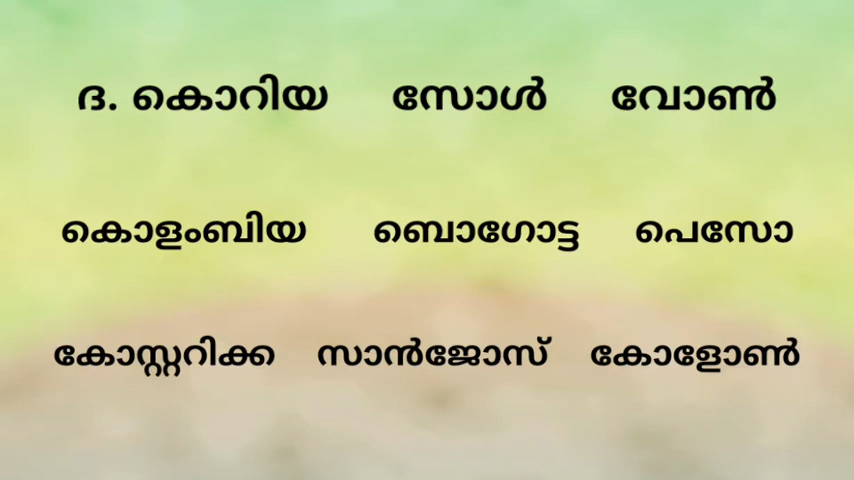 ദ. കൊറിയ സോൾ വോൺ
കൊളംബിയ ബൊഗോട്ട പെസോ
കോസ്റ്ററിക്ക സാൻജോസ് കോളോൺ